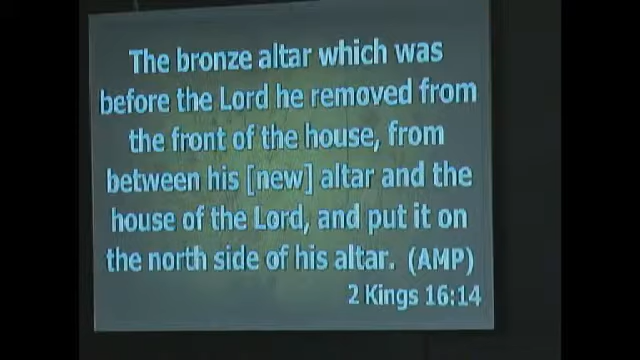 The bronze altar which was
before the Lord he removed from
the front of the house, from
between his [new] altar and the
house of the Lord, and put it on
the north side of his altar. (AMP)
2 Kings 16:14